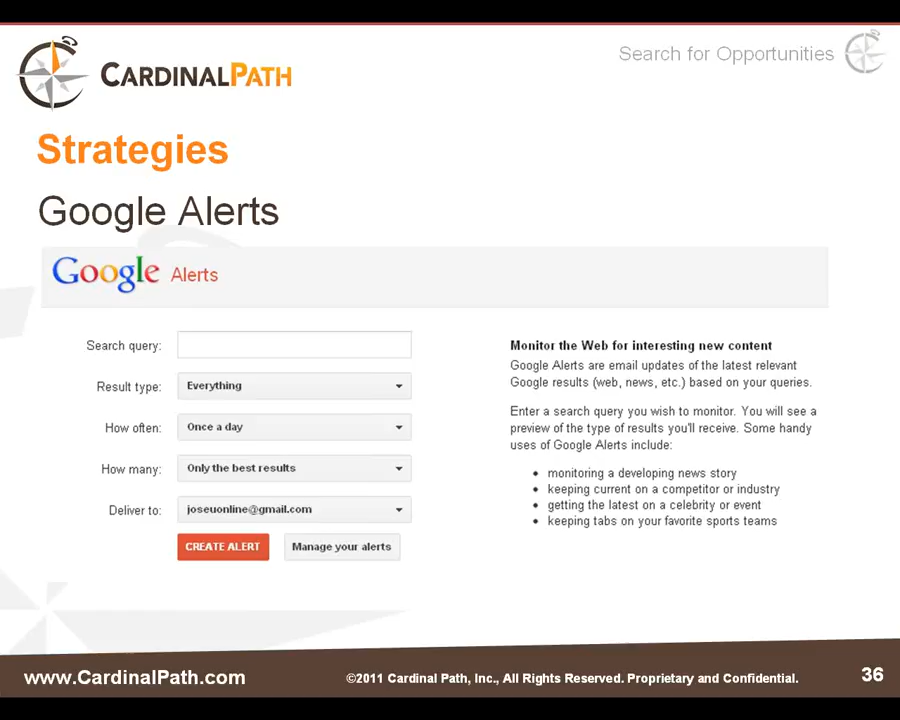 Search for Opportunities
CARDINALPATH
Strategies
Google Alerts
Google Alerts
Search query:
Result type: Everything
How often: Once a day
How many: Only the best results
Deliver to: joseuonline@gmail.com
CREATE ALERT Manage your alerts
Monitor the Web for interesting new content
Google Alerts are email updates of the latest relevant
Google results (web, news, etc.) based on your queries.
Enter a search query you wish to monitor. You will see a
preview of the type of results you'll receive. Some handy
uses of Google Alerts include:
• monitoring a developing news story
• keeping current on a competitor or industry
• getting the latest on a celebrity or event
• keeping tabs on your favorite sports teams
www.CardinalPath.com
©2011 Cardinal Path, Inc., All Rights Reserved. Proprietary and Confidential.
36